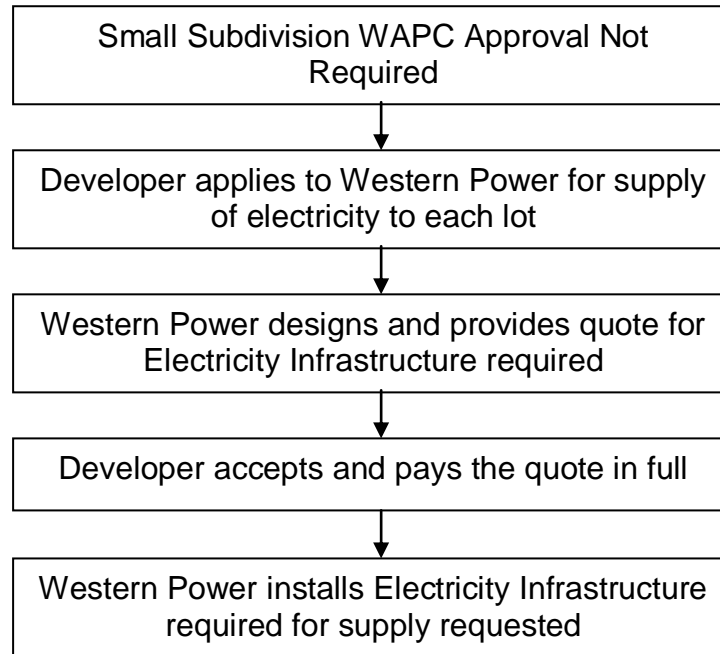 Small Subdivision WAPC Approval Not
Required
Developer applies to Western Power for supply
of electricity to each lot
Western Power designs and provides quote for
Electricity Infrastructure required
Developer accepts and pays the quote in full
Western Power installs Electricity Infrastructure
required for supply requested